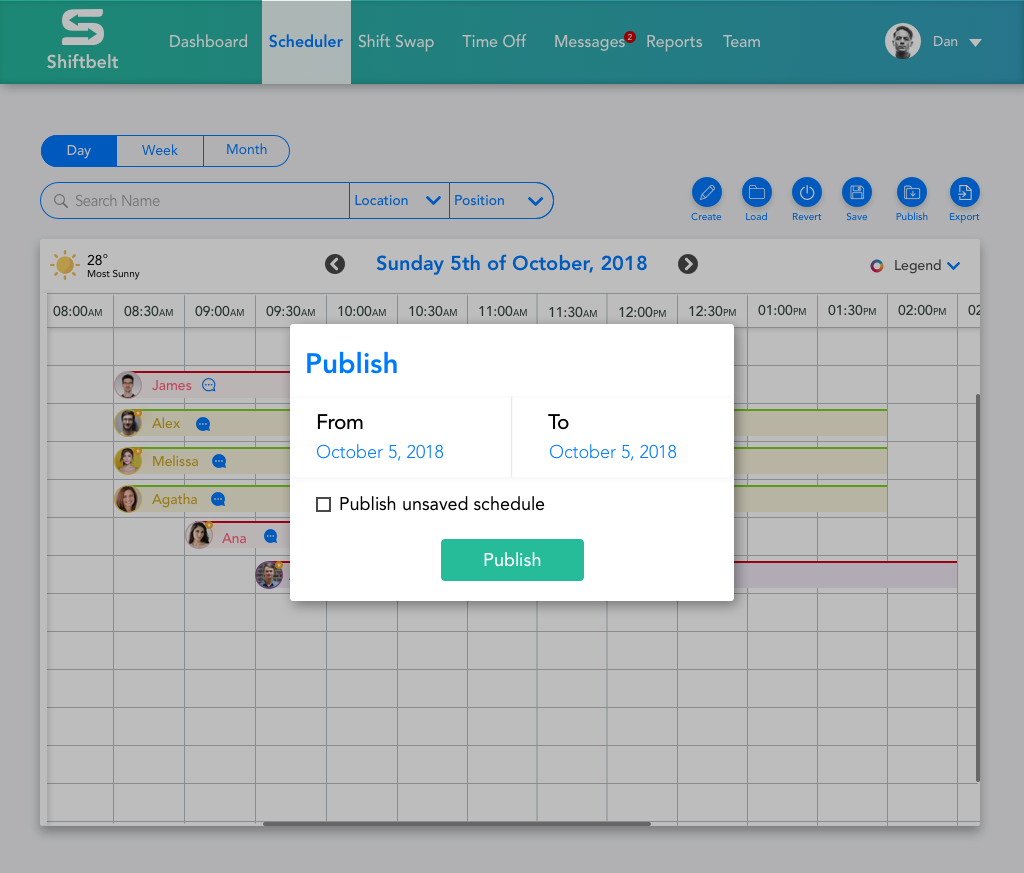 Shiftbelt
Dashboard
Scheduler
Shift Swap
Time Off
Messages
2
Reports
Team
Dan
Day
Week
Month
Search Name
Location
Position
Create
Load
Revert
Save
Publish
Export
28°
Most Sunny
Sunday 5th of October, 2018
Legend
08:00AM
08:30AM
09:00AM
09:30AM
10:00AM
10:30AM
11:00AM
11:30AM
12:00PM
12:30PM
01:00PM
01:30PM
02:00PM
James
Alex
Melissa
Agatha
Ana
Publish
From
To
October 5, 2018
October 5, 2018
Publish unsaved schedule
Publish